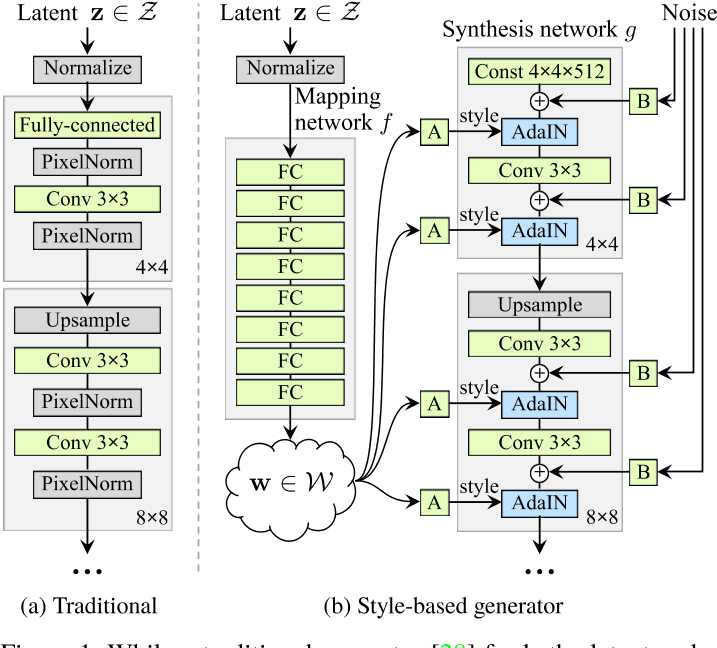 Latent z ∈ Z
Normalize
Fully-connected
PixelNorm
Conv 3×3
PixelNorm
4×4
Upsample
Conv 3×3
PixelNorm
Conv 3×3
PixelNorm
8×8
...
(a) Traditional
Latent z ∈ Z
Normalize
Mapping
network f
FC
FC
FC
FC
FC
FC
FC
FC
w ∈ W
Synthesis network g
Noise
Const 4×4×512
+
B
A
style
AdaIN
Conv 3×3
+
B
A
style
AdaIN
4×4
Upsample
Conv 3×3
+
B
A
style
AdaIN
Conv 3×3
+
B
A
style
AdaIN
8×8
...
(b) Style-based generator